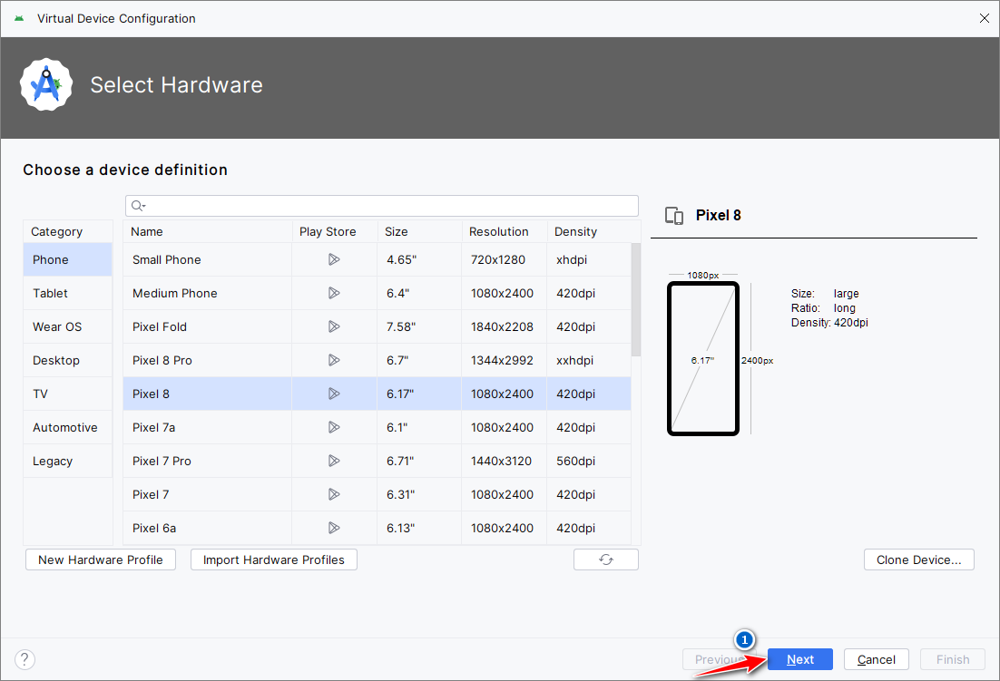 Virtual Device Configuration
Select Hardware
Choose a device definition
Category
Phone
Tablet
Wear OS
Desktop
TV
Automotive
Legacy
Name Play Store Size Resolution Density
Small Phone 4.65" 720x1280 xhdpi
Medium Phone 6.4" 1080x2400 420dpi
Pixel Fold 7.58" 1840x2208 420dpi
Pixel 8 Pro 6.7" 1344x2992 xxhdpi
Pixel 8 6.17" 1080x2400 420dpi
Pixel 7a 6.1" 1080x2400 420dpi
Pixel 7 Pro 6.71" 1440x3120 560dpi
Pixel 7 6.31" 1080x2400 420dpi
Pixel 6a 6.13" 1080x2400 420dpi
Pixel 8
1080px
6.17"
2400px
Size: large
Ratio: long
Density: 420dpi
New Hardware Profile Import Hardware Profiles Clone Device...
1
? Previous Next Cancel Finish